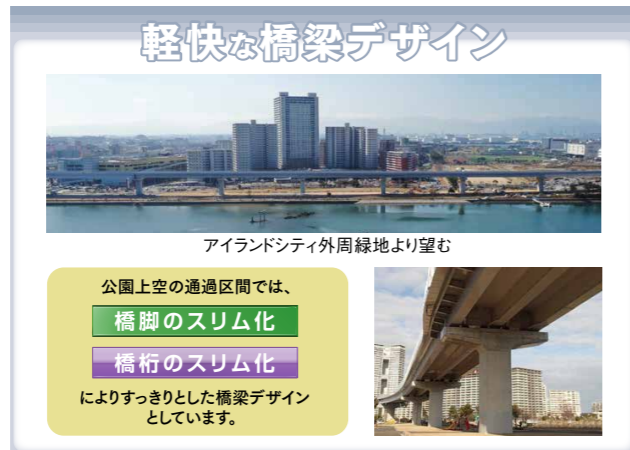 軽快な橋梁デザイン
アイランドシティ外周緑地より望む
公園上空の通過区間では、
橋脚のスリム化
橋桁のスリム化
によりすっきりとした橋梁デザイン
としています。